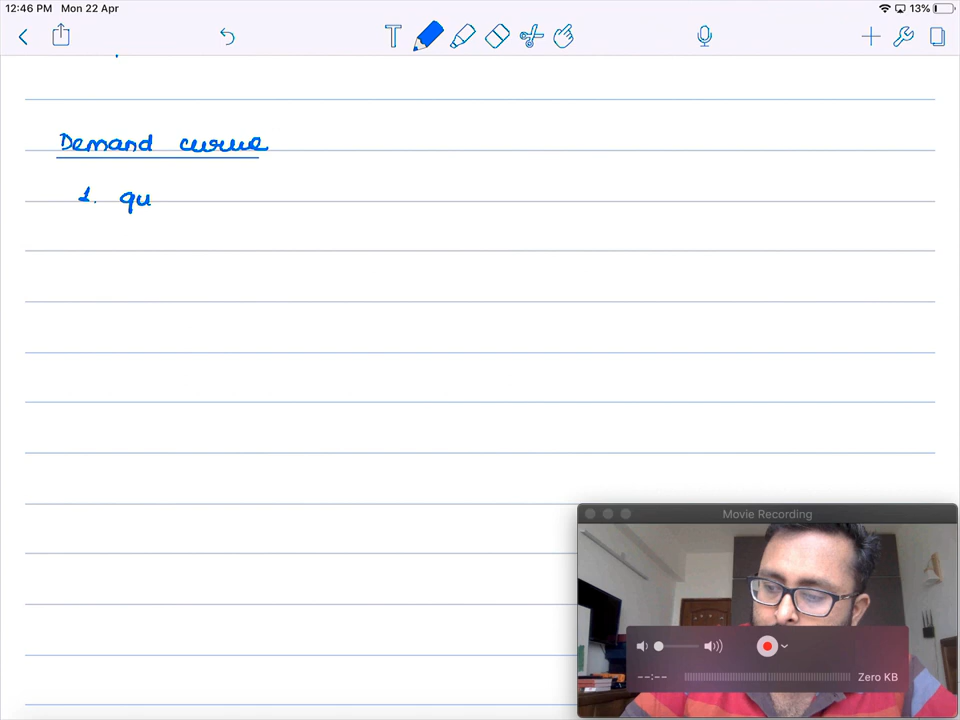 12:46 PM Mon 22 Apr
13%
T
Demand curve
1. qu
Movie Recording
--:--
Zero KB